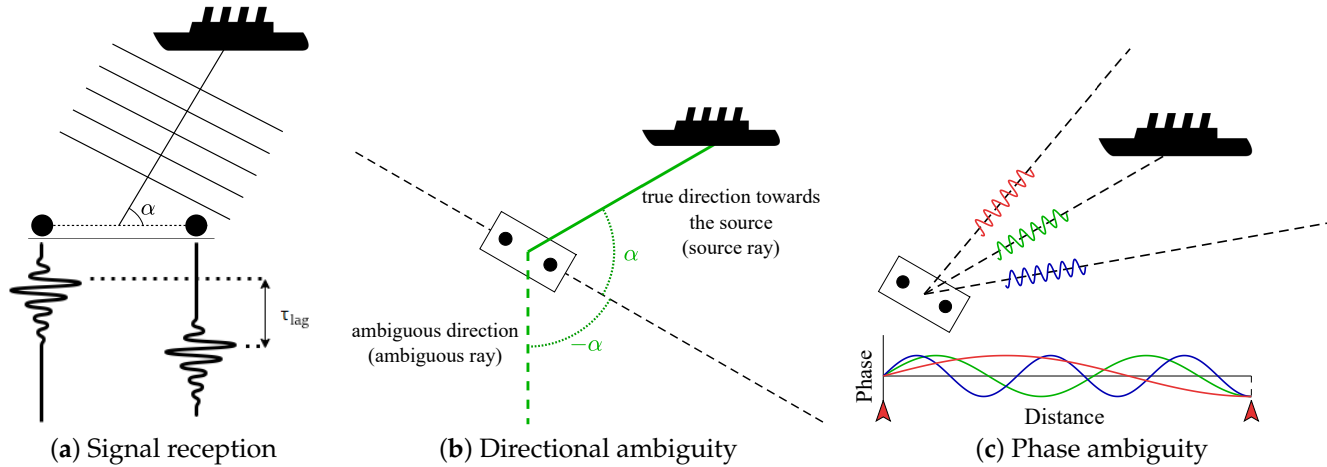 α
τlag
(a) Signal reception
true direction towards
the source
(source ray)
α
ambiguous direction
(ambiguous ray)
−α
(b) Directional ambiguity
Phase
Distance
(c) Phase ambiguity